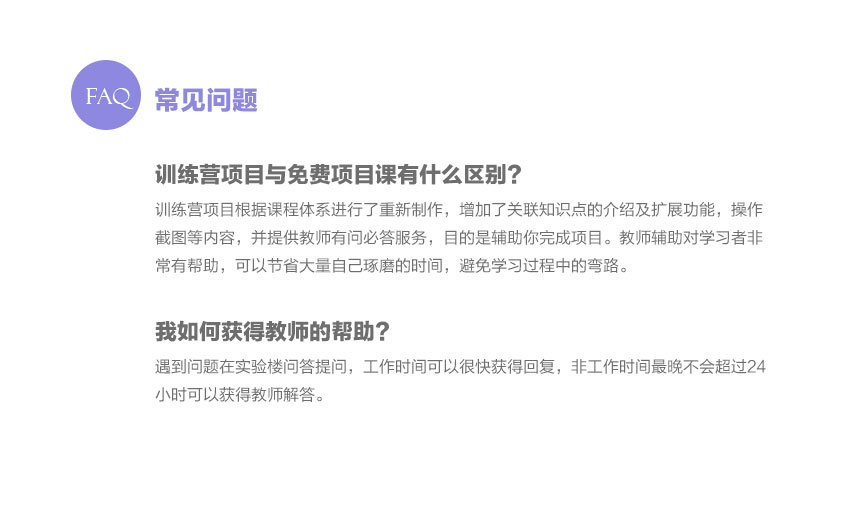 FAQ
常见问题
训练营项目与免费项目课有什么区别？
训练营项目根据课程体系进行了重新制作，增加了关联知识点的介绍及扩展功能，操作
截图等内容，并提供教师有问必答服务，目的是辅助你完成项目。教师辅助对学习者非
常有帮助，可以节省大量自己琢磨的时间，避免学习过程中的弯路。
我如何获得教师的帮助？
遇到问题在实验楼问答提问，工作时间可以很快获得回复，非工作时间最晚不会超过24
小时可以获得教师解答。